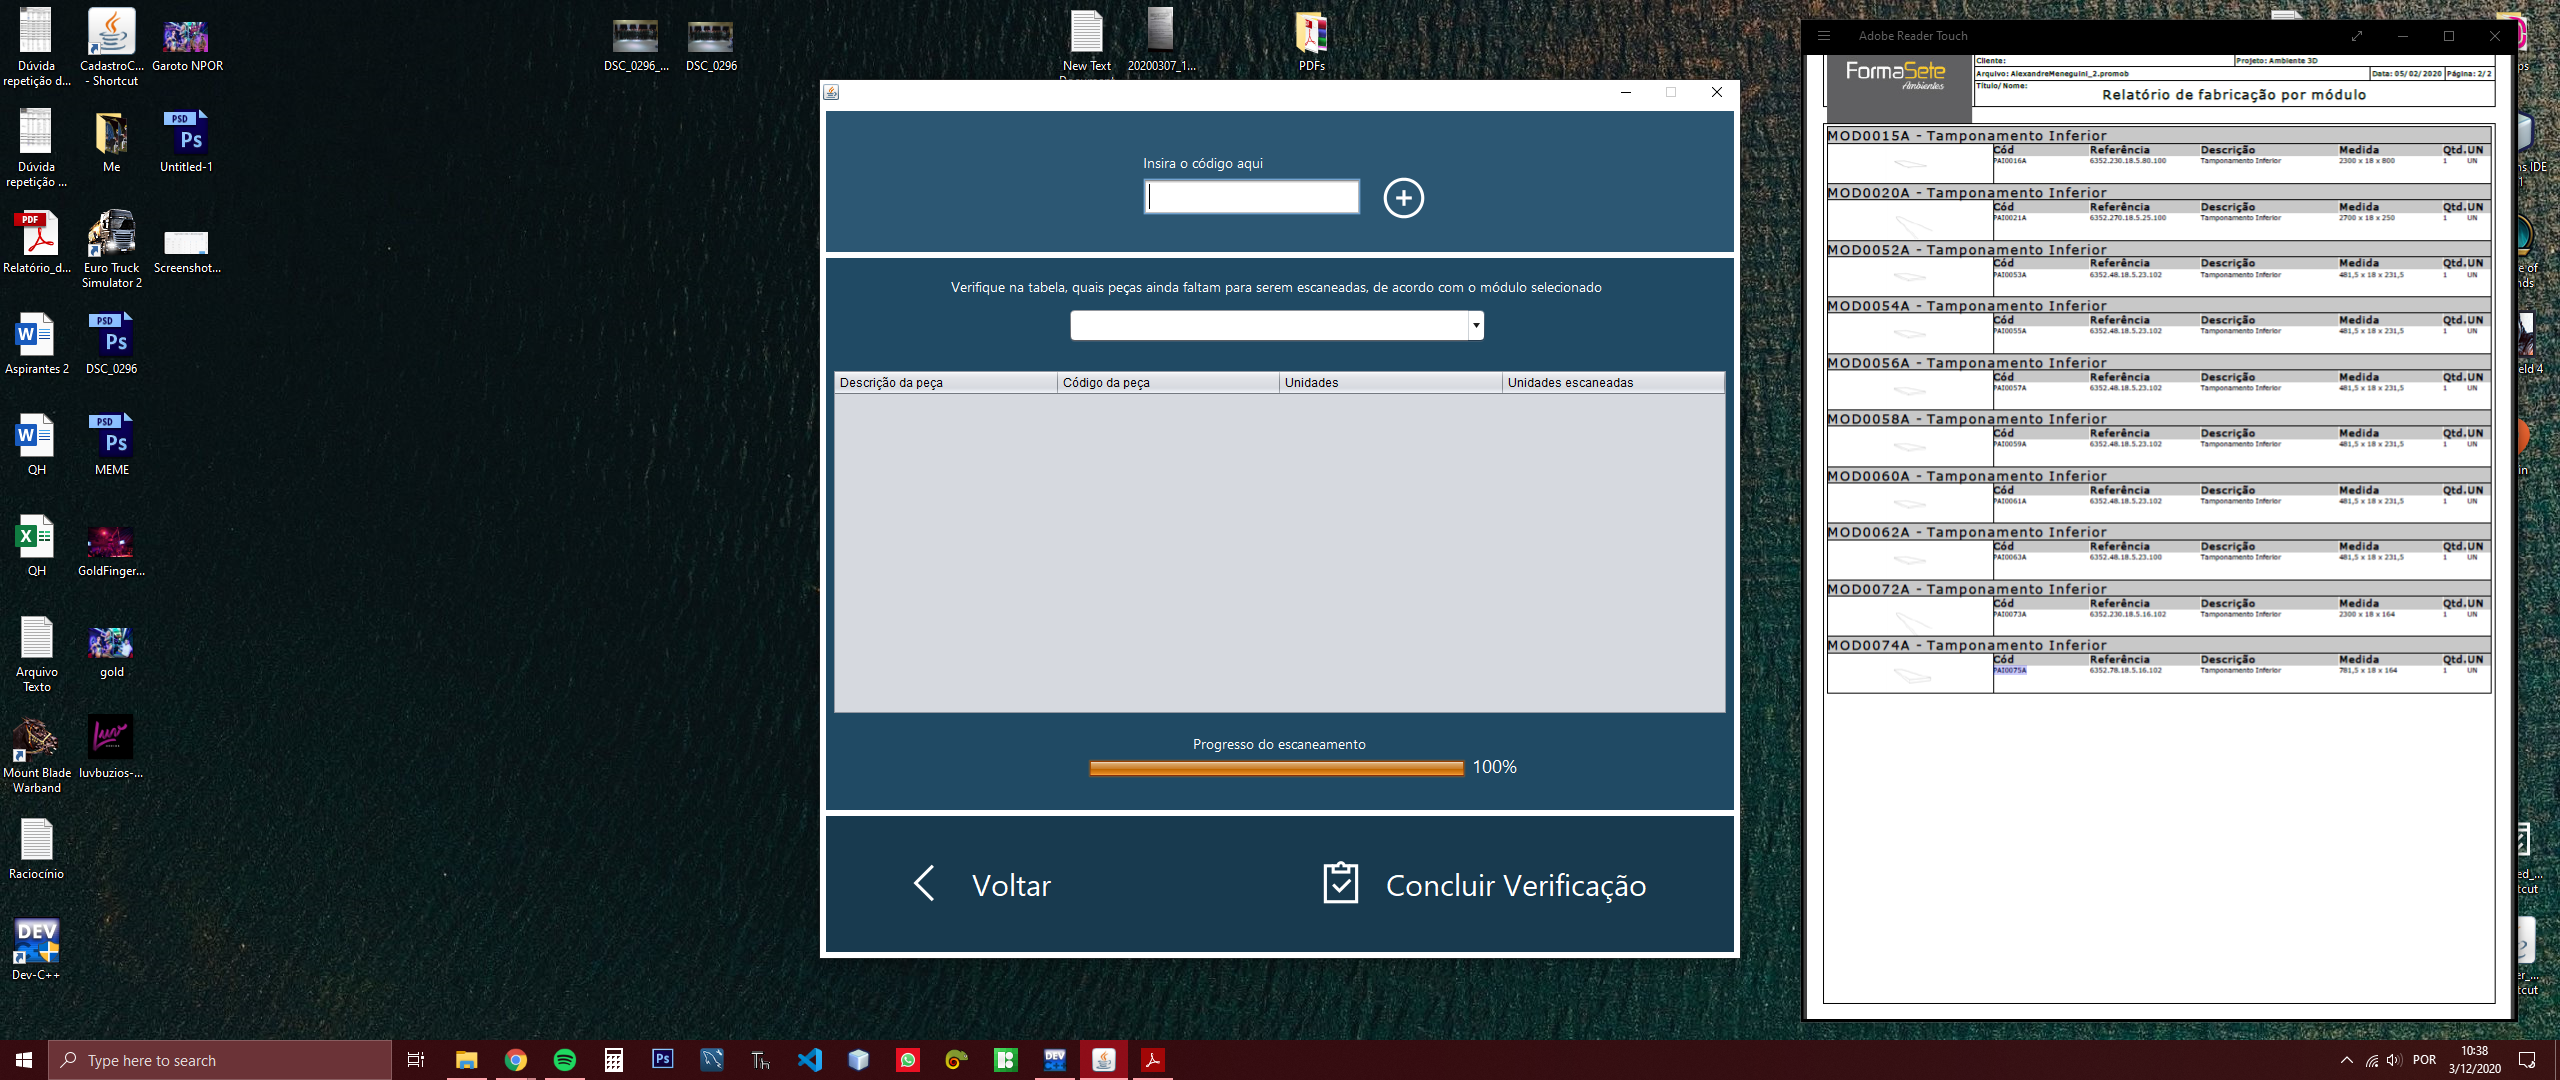 Dúvida
repetição d...
CadastroC...
- Shortcut
Garoto NPOR
DSC_0296_...
DSC_0296
New Text
20200307_1...
PDFs
Dúvida
repetição ...
Me
Untitled-1
Relatório_d...
Euro Truck
Simulator 2
Screenshot...
Aspirantes 2
DSC_0296
QH
MEME
QH
GoldFinger...
Arquivo
Texto
gold
Mount Blade
Warband
luvbuzios-...
Raciocínio
Dev-C++
Insira o código aqui
Verifique na tabela, quais peças ainda faltam para serem escaneadas, de acordo com o módulo selecionado
Descrição da peça Código da peça Unidades Unidades escaneadas
Progresso do escaneamento
100%
Voltar
Concluir Verificação
Adobe Reader Touch
FormaSete
Ambientes
Cliente: Projeto: Ambiente 3D
Arquivo: AlexandreMeneguini_2.promob Data: 05/02/2020 Página: 2/2
Título/ Nome:
Relatório de fabricação por módulo
MOD0015A - Tamponamento Inferior
Cód Referência Descrição Medida Qtd.UN
PAI0016A 6352.230.18.5.80.100 Tamponamento Inferior 2300 x 18 x 800 1 UN
MOD0020A - Tamponamento Inferior
Cód Referência Descrição Medida Qtd.UN
PAI0021A 6352.270.18.5.25.100 Tamponamento Inferior 2700 x 18 x 250 1 UN
MOD0052A - Tamponamento Inferior
Cód Referência Descrição Medida Qtd.UN
PAI0053A 6352.48.18.5.23.102 Tamponamento Inferior 481,5 x 18 x 231,5 1 UN
MOD0054A - Tamponamento Inferior
Cód Referência Descrição Medida Qtd.UN
PAI0055A 6352.48.18.5.23.102 Tamponamento Inferior 481,5 x 18 x 231,5 1 UN
MOD0056A - Tamponamento Inferior
Cód Referência Descrição Medida Qtd.UN
PAI0057A 6352.48.18.5.23.102 Tamponamento Inferior 481,5 x 18 x 231,5 1 UN
MOD0058A - Tamponamento Inferior
Cód Referência Descrição Medida Qtd.UN
PAI0059A 6352.48.18.5.23.102 Tamponamento Inferior 481,5 x 18 x 231,5 1 UN
MOD0060A - Tamponamento Inferior
Cód Referência Descrição Medida Qtd.UN
PAI0061A 6352.48.18.5.23.102 Tamponamento Inferior 481,5 x 18 x 231,5 1 UN
MOD0062A - Tamponamento Inferior
Cód Referência Descrição Medida Qtd.UN
PAI0063A 6352.48.18.5.23.100 Tamponamento Inferior 481,5 x 18 x 231,5 1 UN
MOD0072A - Tamponamento Inferior
Cód Referência Descrição Medida Qtd.UN
PAI0073A 6352.230.18.5.16.102 Tamponamento Inferior 2300 x 18 x 164 1 UN
MOD0074A - Tamponamento Inferior
Cód Referência Descrição Medida Qtd.UN
PAI0075A 6352.78.18.5.16.102 Tamponamento Inferior 781,5 x 18 x 164 1 UN
Type here to search
POR
10:38
3/12/2020